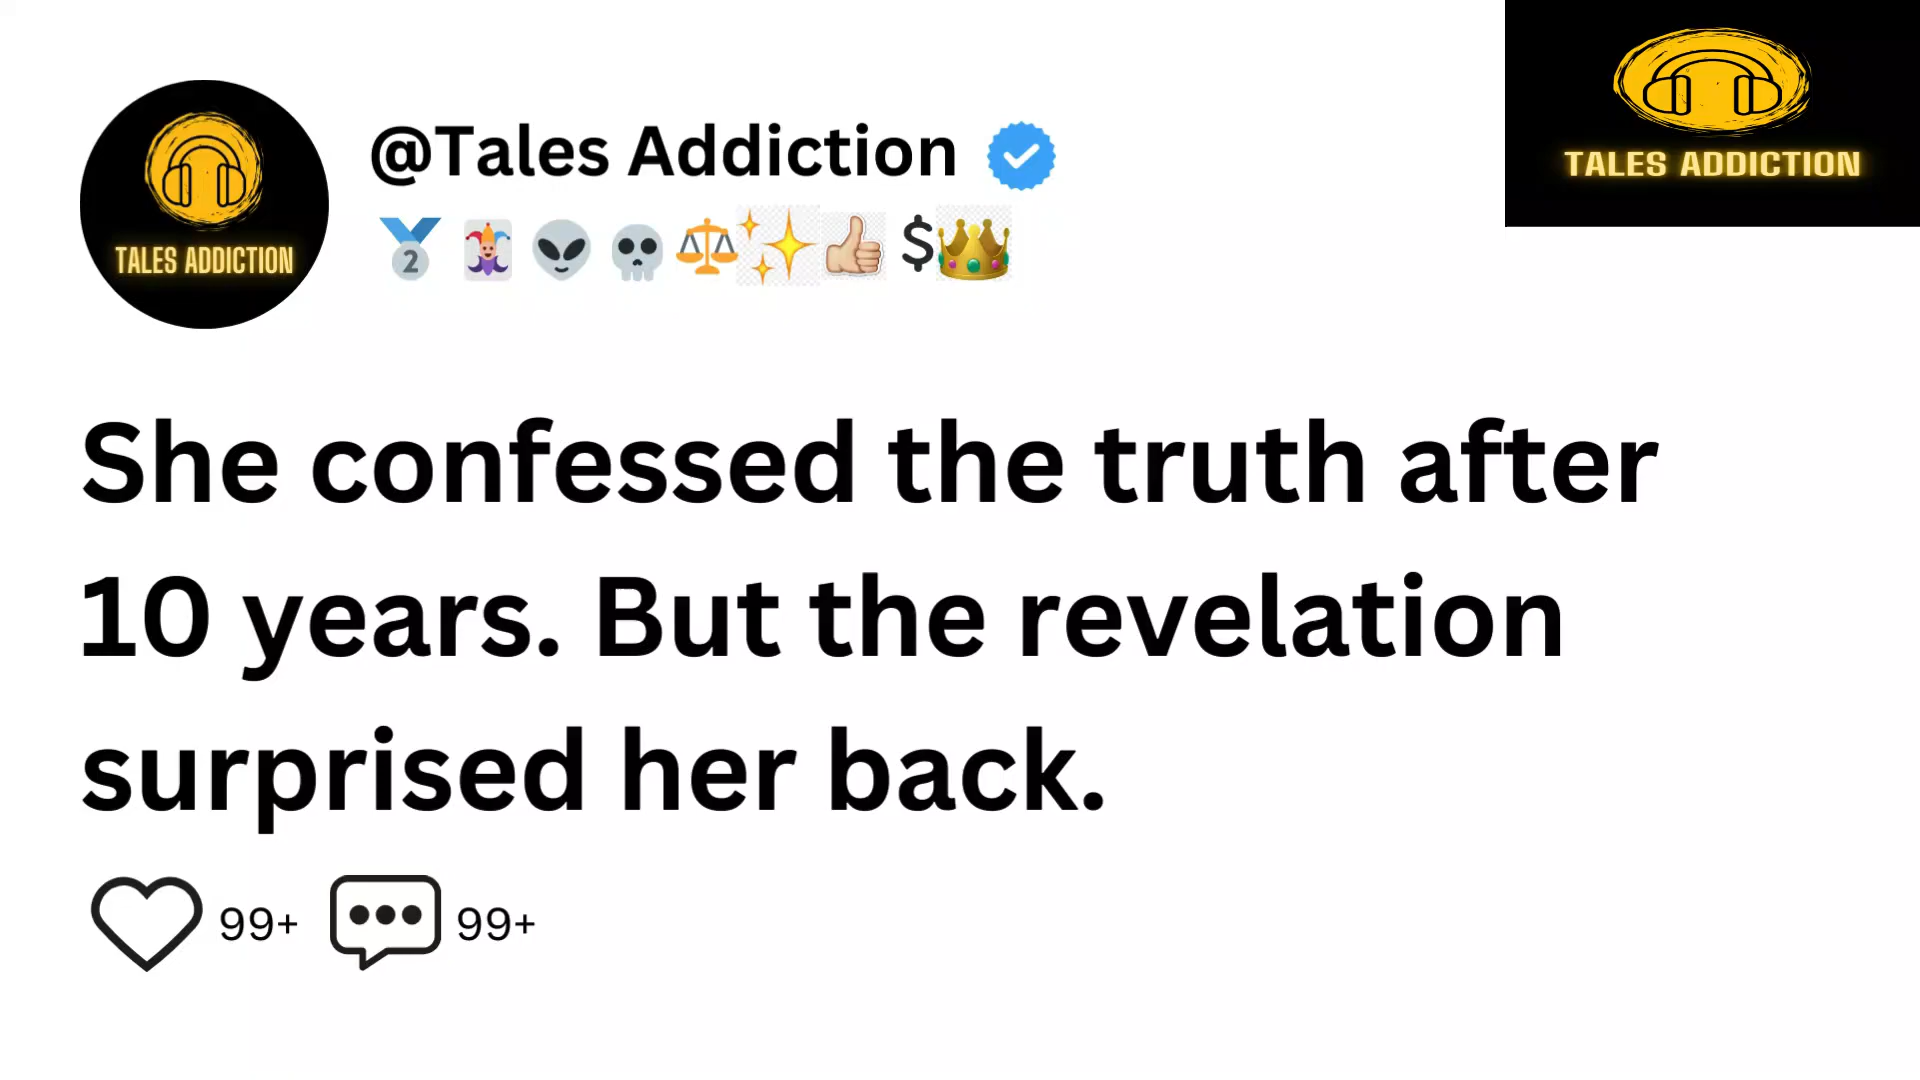 @Tales Addiction
TALES ADDICTION
2
$
TALES ADDICTION
She confessed the truth after
10 years. But the revelation
surprised her back.
99+ 99+